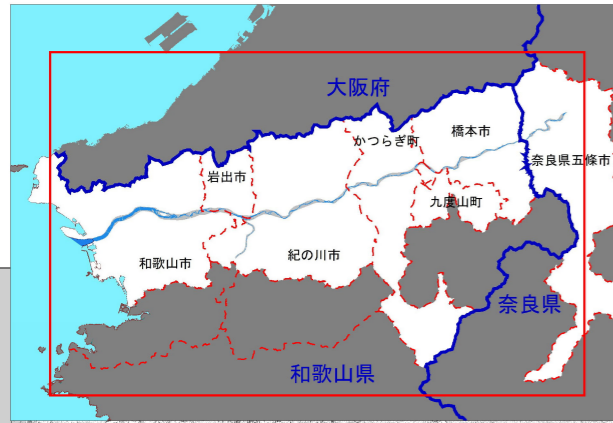 大阪府
橋本市
かつらぎ町
奈良県五條市
岩出市
九度山町
紀の川市
和歌山市
奈良県
和歌山県